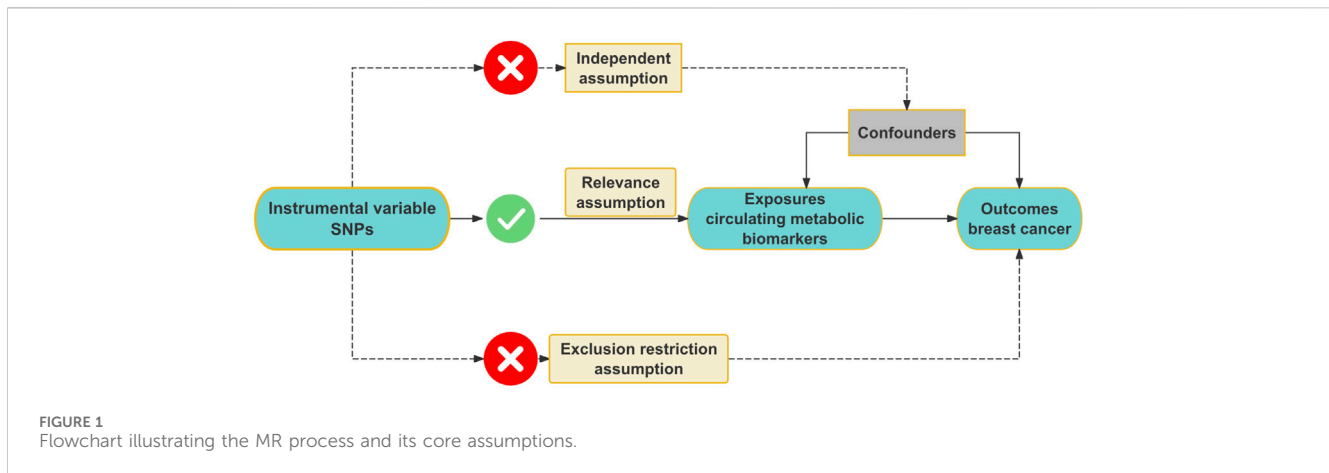 Independent
assumption
Confounders
Relevance
assumption
Instrumental variable
SNPs
Exposures
circulating metabolic
biomarkers
Outcomes
breast cancer
Exclusion restriction
assumption
FIGURE 1
Flowchart illustrating the MR process and its core assumptions.